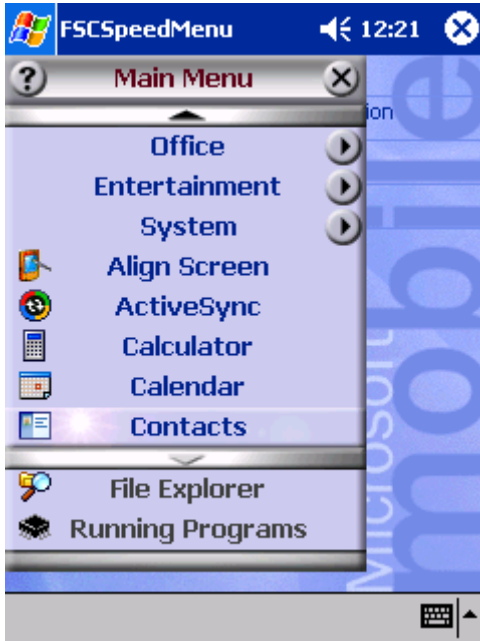 FSCSpeedMenu 12:21
? Main Menu
ion
Office
Entertainment
System
Align Screen
ActiveSync
Calculator
Calendar
Contacts
File Explorer
Running Programs
Microsoft
mobile